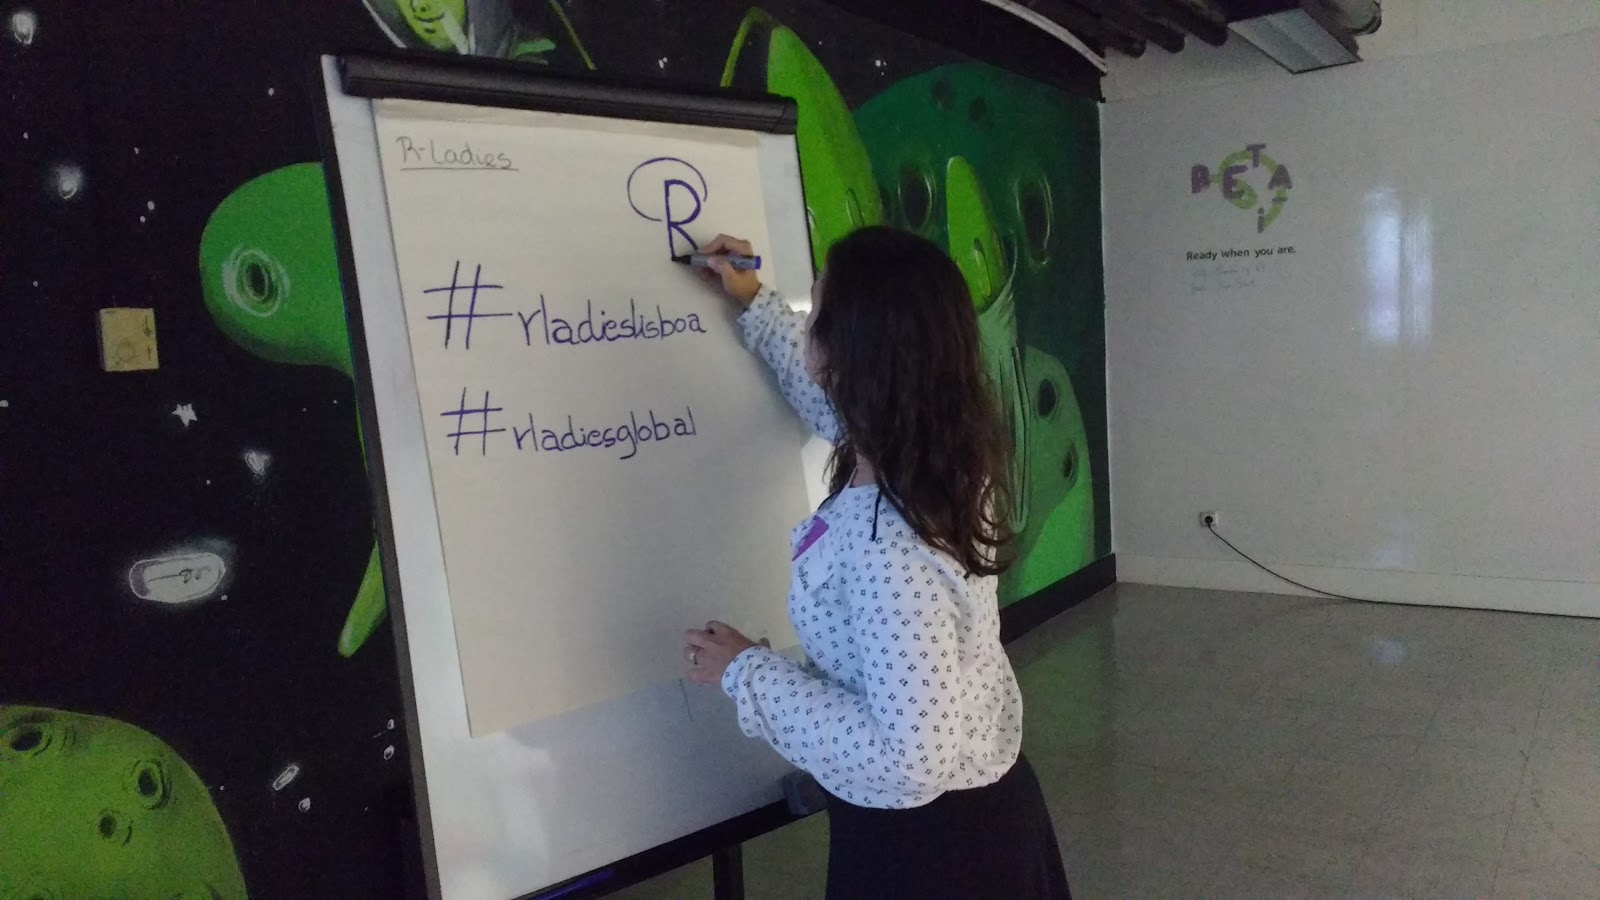 R-Ladies
R
#rladieslisboa
#rladiesglobal
BETA-i
Ready when you are.